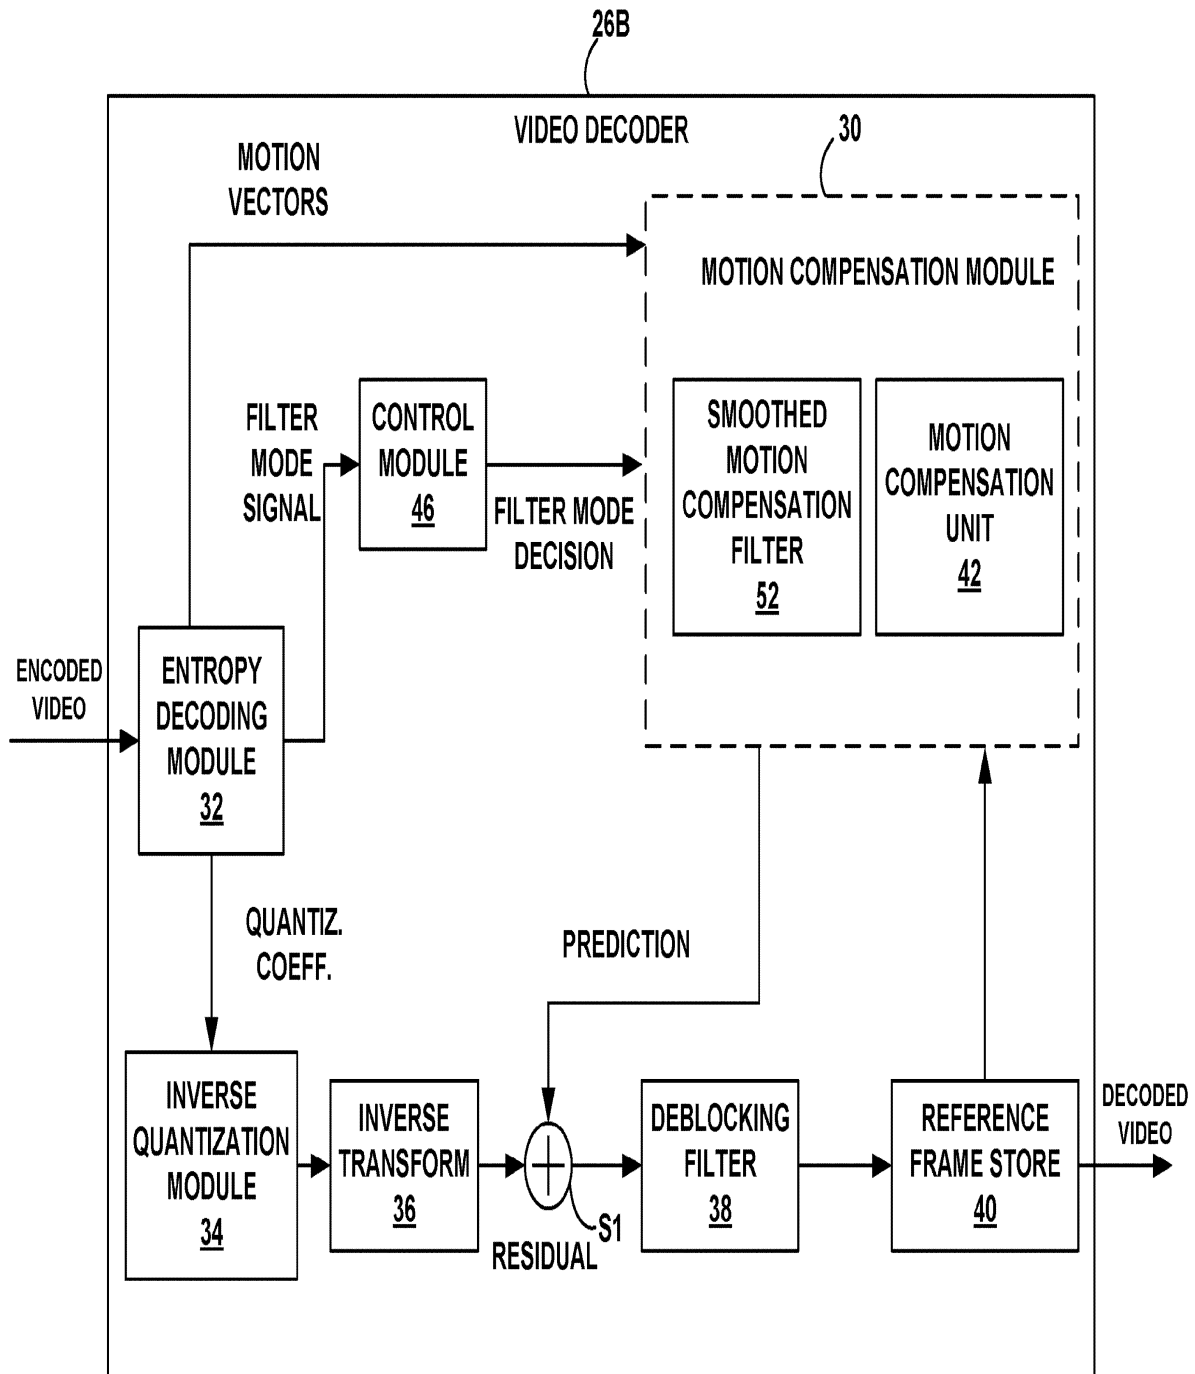 26B
VIDEO DECODER
30
MOTION
VECTORS
MOTION COMPENSATION MODULE
FILTER
MODE
SIGNAL
CONTROL
MODULE
46
FILTER MODE
DECISION
SMOOTHED
MOTION
COMPENSATION
FILTER
52
MOTION
COMPENSATION
UNIT
42
ENCODED
VIDEO
ENTROPY
DECODING
MODULE
32
QUANTIZ.
COEFF.
PREDICTION
INVERSE
QUANTIZATION
MODULE
34
INVERSE
TRANSFORM
36
S1
RESIDUAL
DEBLOCKING
FILTER
38
REFERENCE
FRAME STORE
40
DECODED
VIDEO